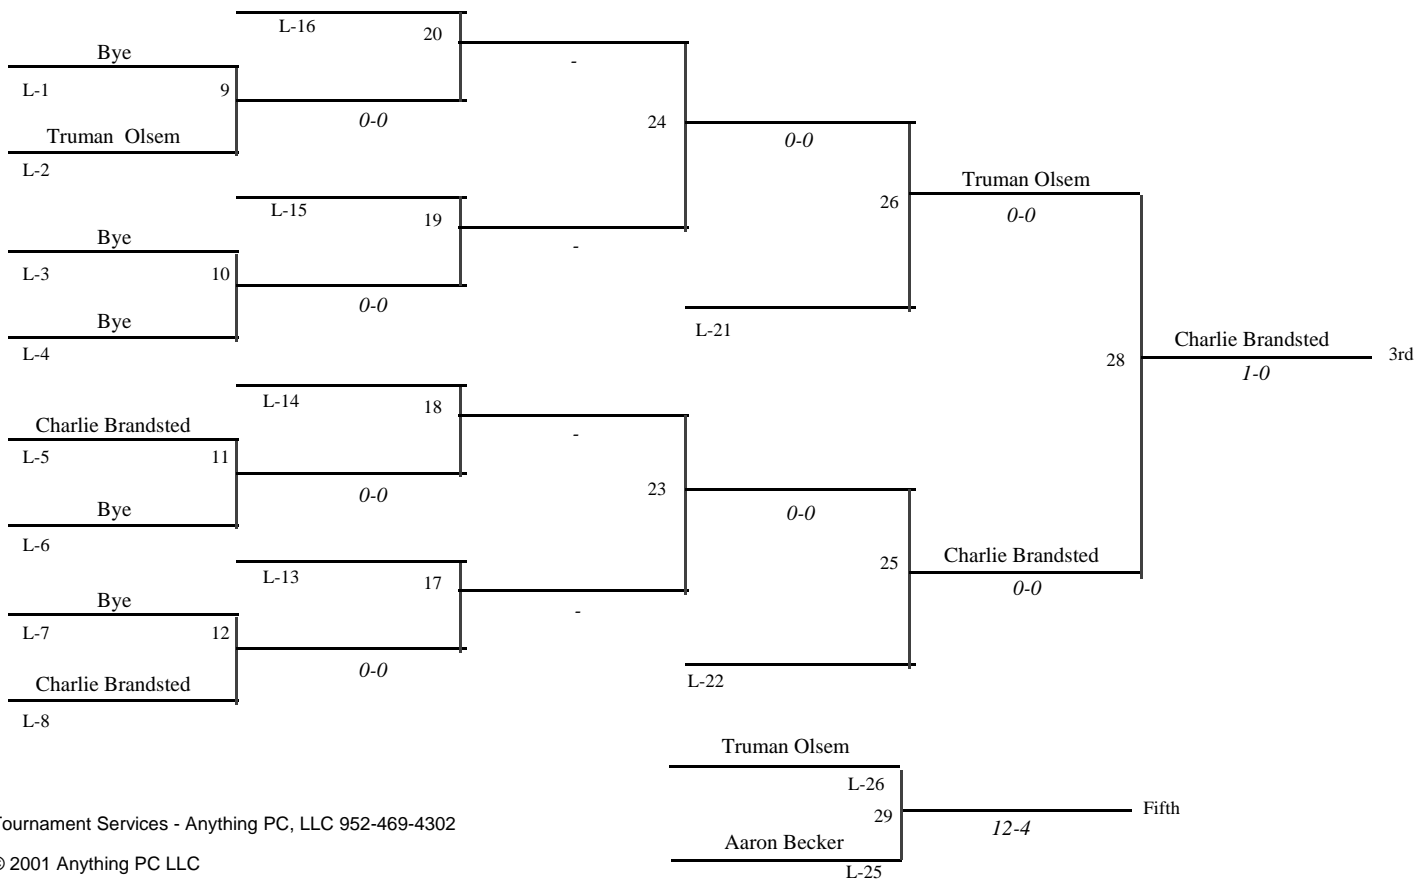 L-16
20
Bye
-
L-1
9
0-0
24
Truman Olsem
0-0
L-2
Truman Olsem
L-15
26
0-0
19
Bye
-
L-3
10
0-0
Bye
L-21
L-4
Charlie Brandsted
3rd
28
1-0
L-14
18
Charlie Brandsted
-
L-5
11
0-0
23
Bye
0-0
L-6
Charlie Brandsted
25
L-13
17
0-0
Bye
-
L-7
12
0-0
Charlie Brandsted
L-22
L-8
Truman Olsem
L-26
Fifth
29
12-4
Aaron Becker
L-25
Tournament Services - Anything PC, LLC 952-469-4302
© 2001 Anything PC LLC